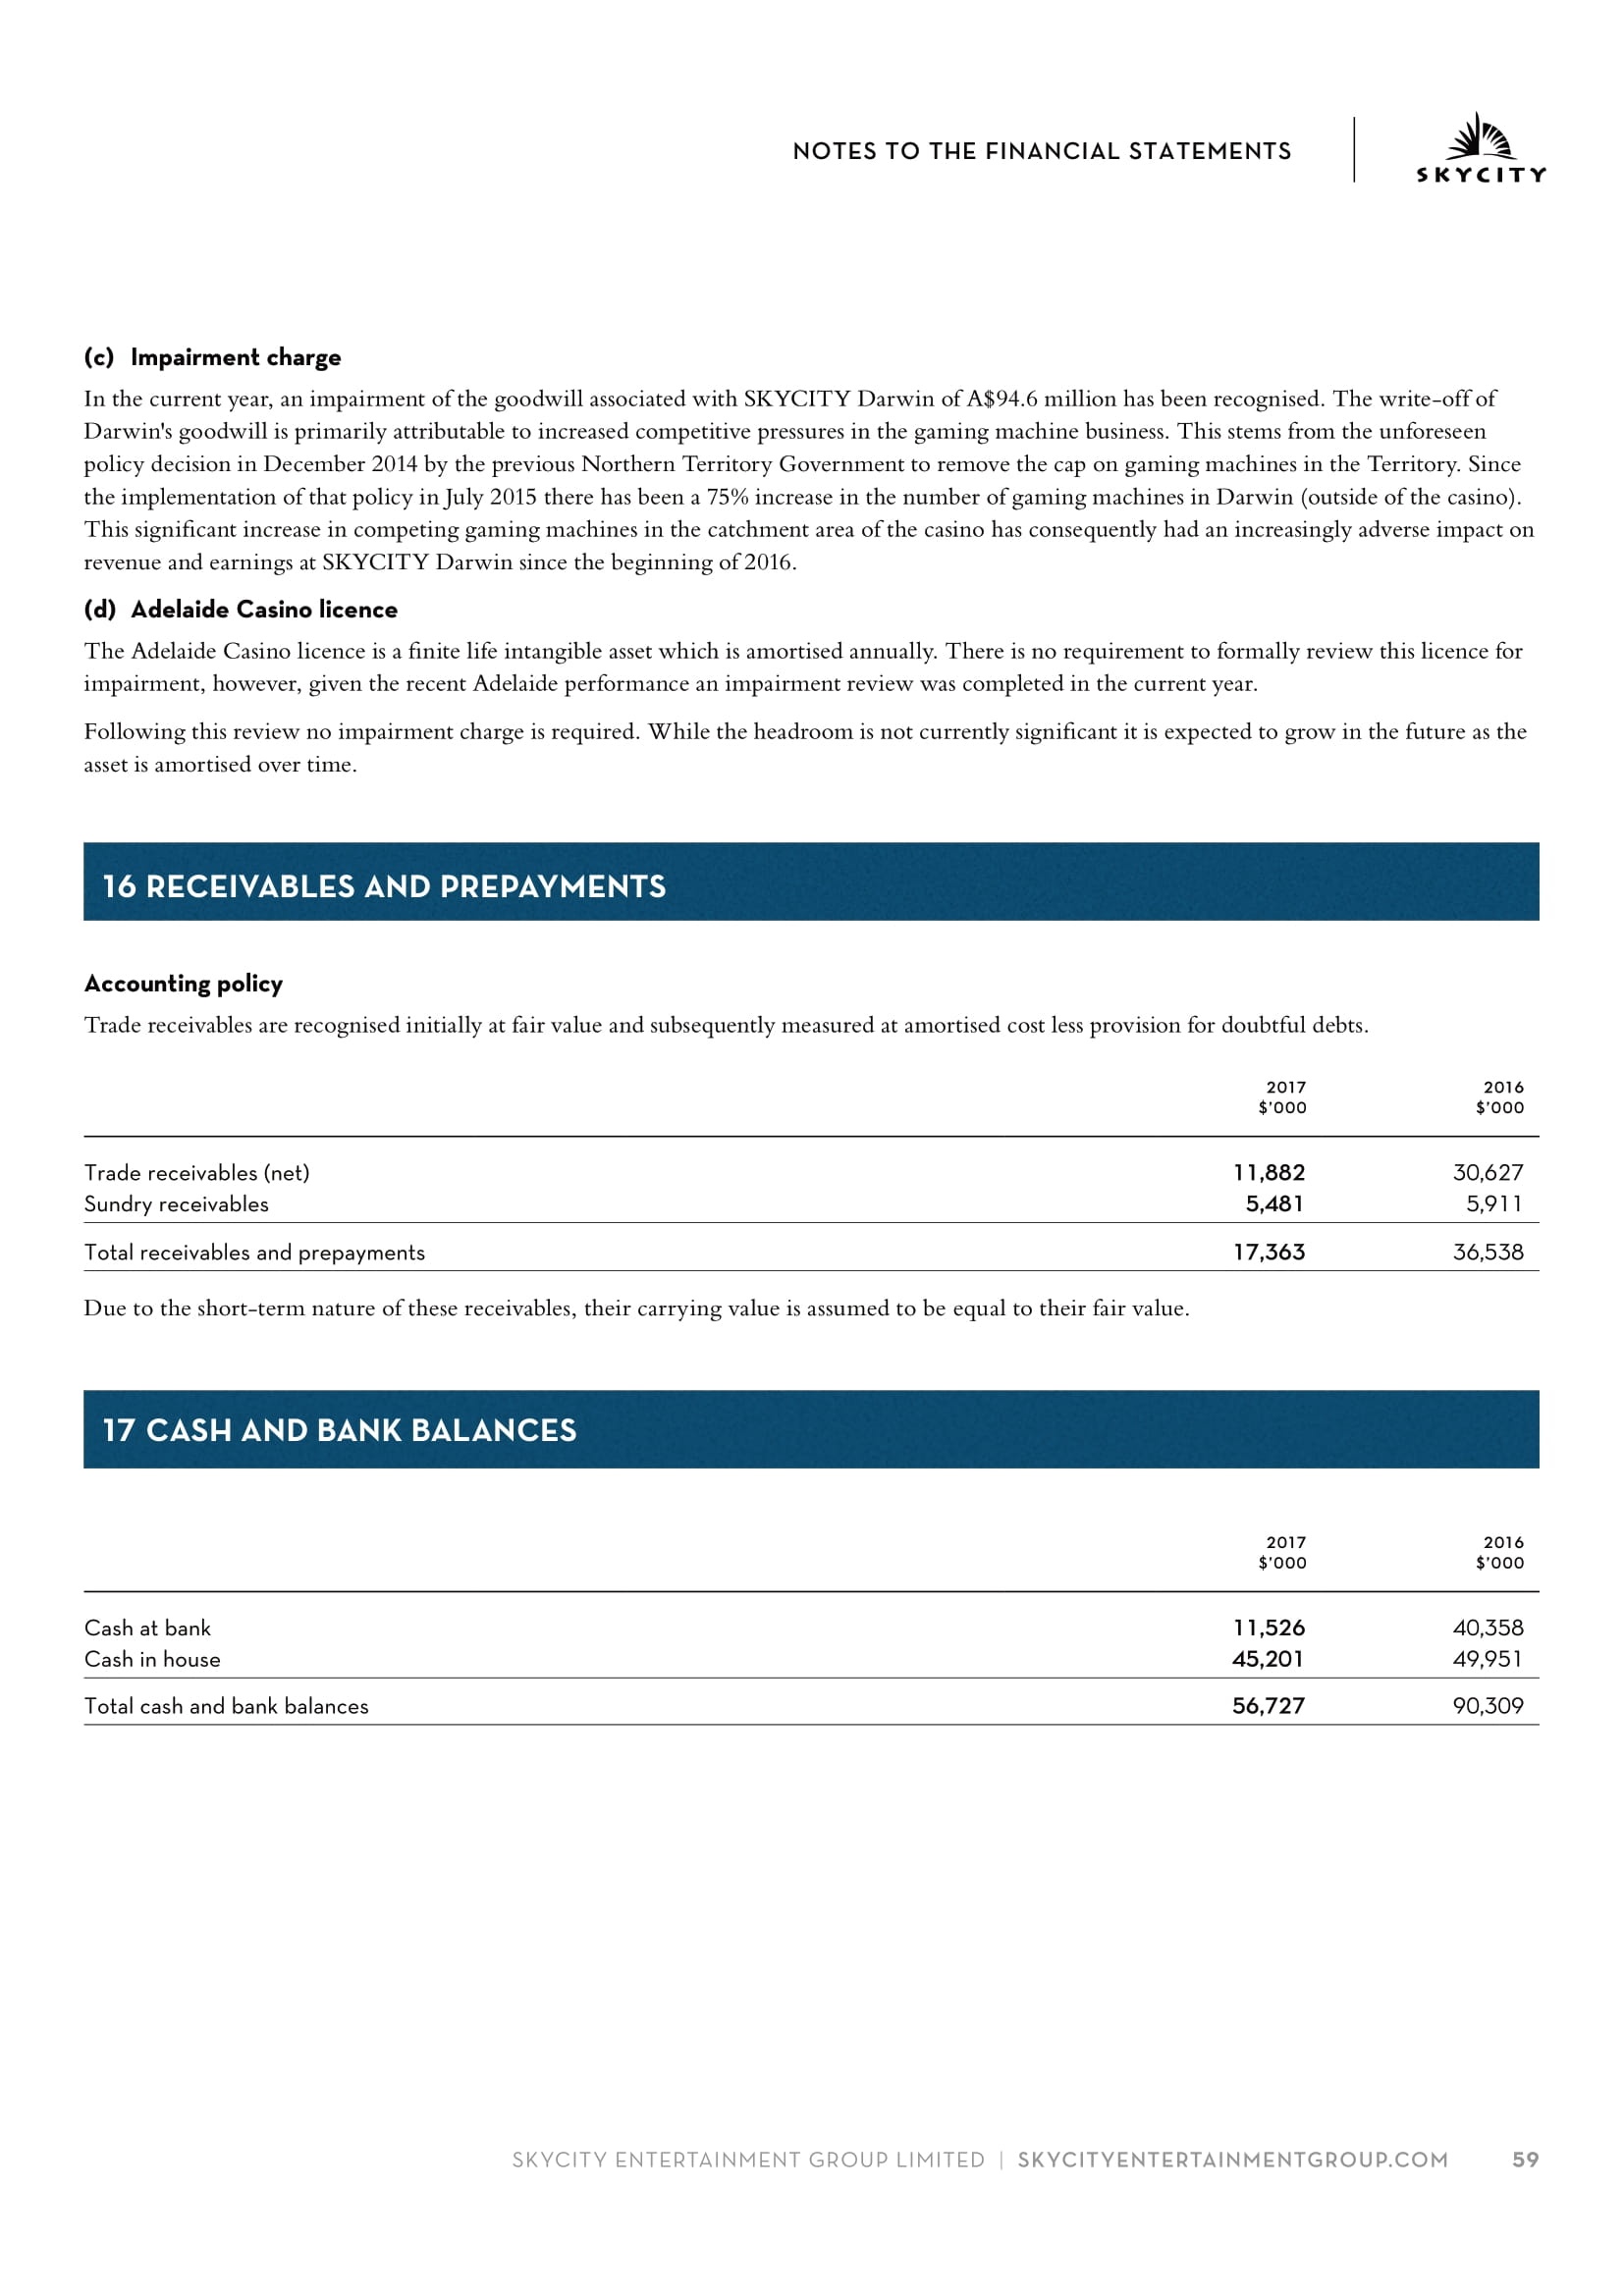 NOTES TO THE FINANCIAL STATEMENTS
SKYCITY
(c) Impairment charge
In the current year, an impairment of the goodwill associated with SKYCITY Darwin of A$94.6 million has been recognised. The write-off of
Darwin's goodwill is primarily attributable to increased competitive pressures in the gaming machine business. This stems from the unforeseen
policy decision in December 2014 by the previous Northern Territory Government to remove the cap on gaming machines in the Territory. Since
the implementation of that policy in July 2015 there has been a 75% increase in the number of gaming machines in Darwin (outside of the casino).
This significant increase in competing gaming machines in the catchment area of the casino has consequently had an increasingly adverse impact on
revenue and earnings at SKYCITY Darwin since the beginning of 2016.
(d) Adelaide Casino licence
The Adelaide Casino licence is a finite life intangible asset which is amortised annually. There is no requirement to formally review this licence for
impairment, however, given the recent Adelaide performance an impairment review was completed in the current year.
Following this review no impairment charge is required. While the headroom is not currently significant it is expected to grow in the future as the
asset is amortised over time.
16 RECEIVABLES AND PREPAYMENTS
Accounting policy
Trade receivables are recognised initially at fair value and subsequently measured at amortised cost less provision for doubtful debts.
2017 2016
$'000 $'000
Trade receivables (net) 11,882 30,627
Sundry receivables 5,481 5,911
Total receivables and prepayments 17,363 36,538
Due to the short-term nature of these receivables, their carrying value is assumed to be equal to their fair value.
17 CASH AND BANK BALANCES
2017 2016
$'000 $'000
Cash at bank 11,526 40,358
Cash in house 45,201 49,951
Total cash and bank balances 56,727 90,309
SKYCITY ENTERTAINMENT GROUP LIMITED | SKYCITYENTERTAINMENTGROUP.COM 59